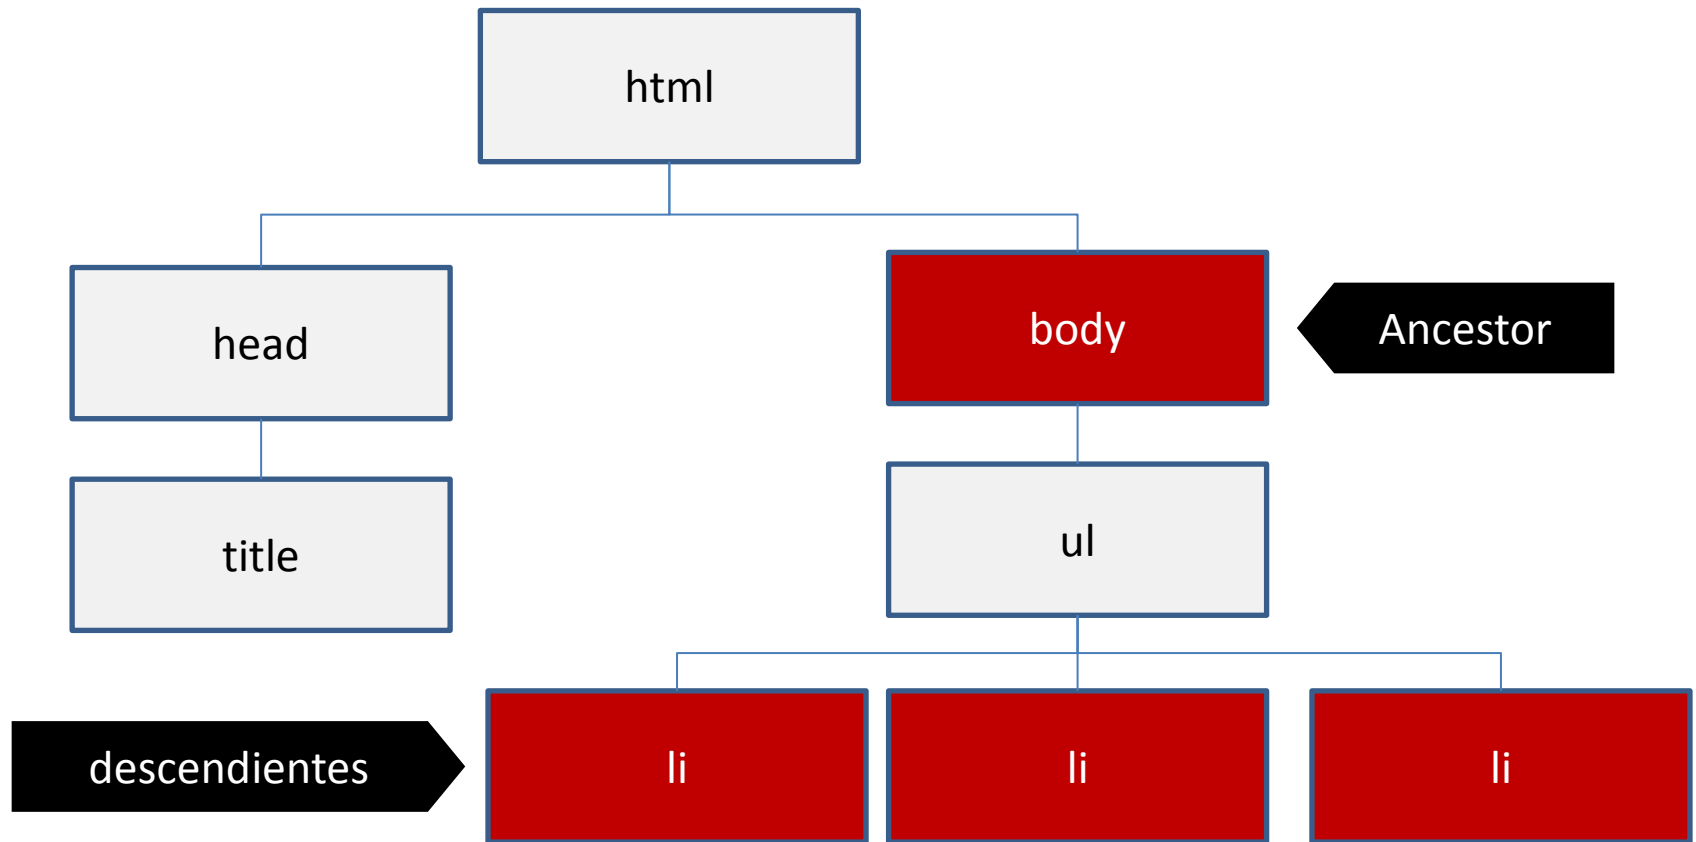 html
head
body
Ancestor
title
ul
descendientes
li
li
li